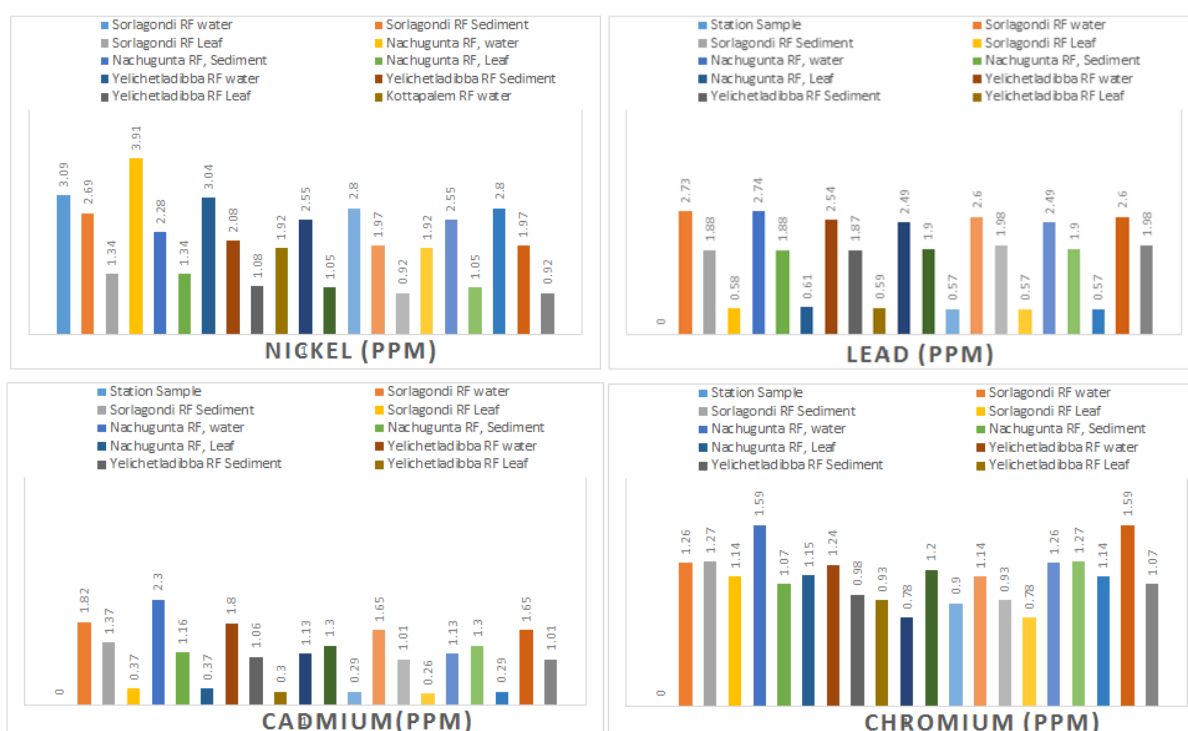 Sorlagondi RF water Sorlagondi RF Sediment
Sorlagondi RF Leaf Nachugunta RF, water
Nachugunta RF, Sediment Nachugunta RF, Leaf
Yelichetladibba RF water Yelichetladibba RF Sediment
Yelichetladibba RF Leaf Kottapalem RF water
3.09 2.69 1.34 3.91 2.28 1.34 3.04 2.08 1.08 1.92 2.55 1.05 2.8 1.97 0.92 1.92 2.55 1.05 2.8 1.97 0.92
1
NICKEL (PPM)
Station Sample Sorlagondi RF water
Sorlagondi RF Sediment Sorlagondi RF Leaf
Nachugunta RF, water Nachugunta RF, Sediment
Nachugunta RF, Leaf Yelichetladibba RF water
Yelichetladibba RF Sediment Yelichetladibba RF Leaf
0 2.73 1.88 0.58 2.74 1.88 0.61 2.54 1.87 0.59 2.49 1.9 0.57 2.6 1.98 0.57 2.49 1.9 0.57 2.6 1.98
LEAD (PPM)
Station Sample Sorlagondi RF water
Sorlagondi RF Sediment Sorlagondi RF Leaf
Nachugunta RF, water Nachugunta RF, Sediment
Nachugunta RF, Leaf Yelichetladibba RF water
Yelichetladibba RF Sediment Yelichetladibba RF Leaf
0 1.82 1.37 0.37 2.3 1.16 0.37 1.8 1.06 0.3 1.13 1.3 0.29 1.65 1.01 0.26 1.13 1.3 0.29 1.65 1.01
1
CADMIUM(PPM)
Station Sample Sorlagondi RF water
Sorlagondi RF Sediment Sorlagondi RF Leaf
Nachugunta RF, water Nachugunta RF, Sediment
Nachugunta RF, Leaf Yelichetladibba RF water
Yelichetladibba RF Sediment Yelichetladibba RF Leaf
0 1.26 1.27 1.14 1.59 1.07 1.15 1.24 0.98 0.93 0.78 1.2 0.9 1.14 0.93 0.78 1.26 1.27 1.14 1.59 1.07
CHROMIUM (PPM)